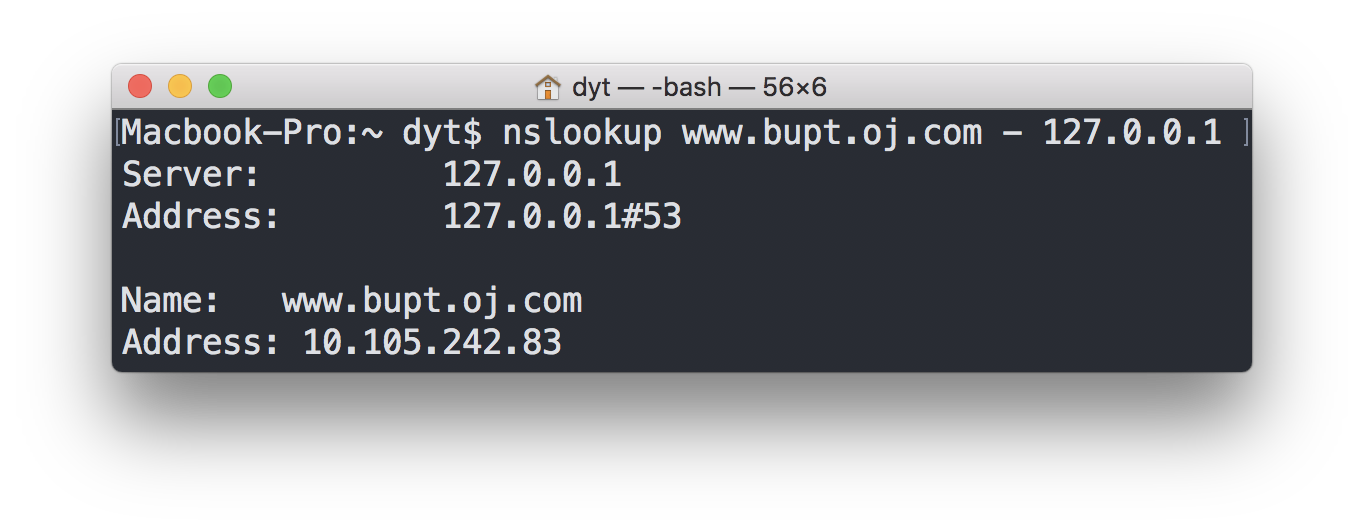 dyt — -bash — 56×6
Macbook-Pro:~ dyt$ nslookup www.bupt.oj.com - 127.0.0.1
Server:         127.0.0.1
Address:        127.0.0.1#53
Name:   www.bupt.oj.com
Address: 10.105.242.83